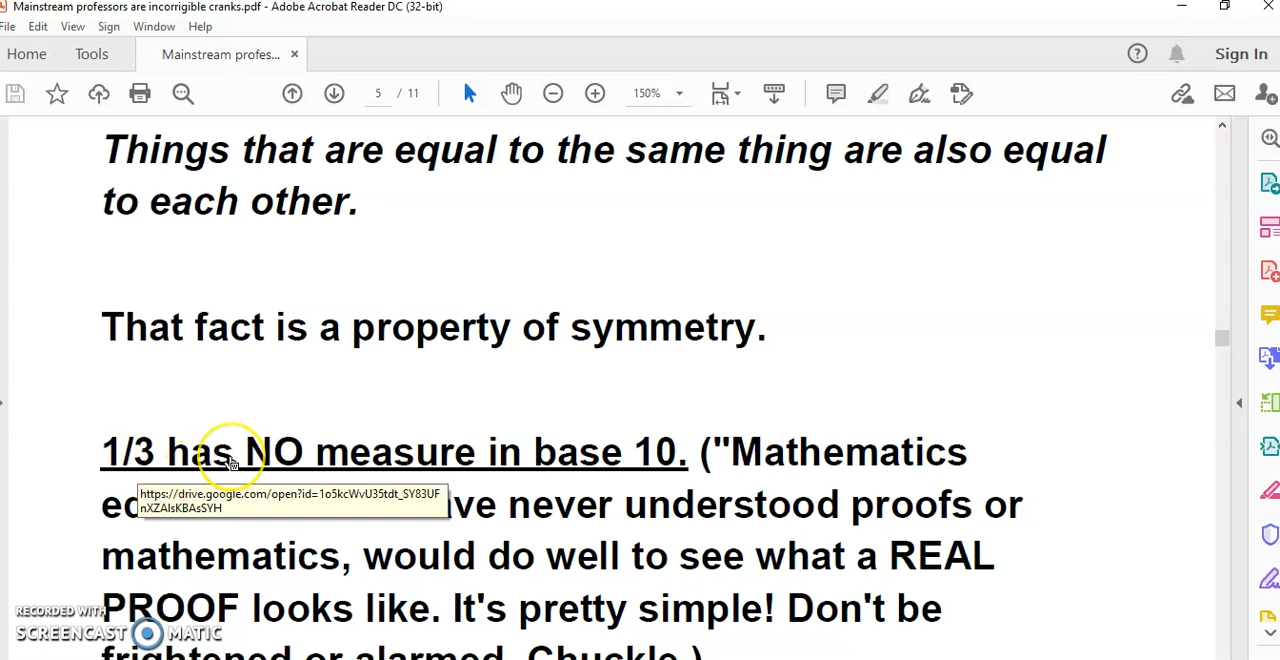 Mainstream professors are incorrigible cranks.pdf - Adobe Acrobat Reader DC (32-bit)
File Edit View Sign Window Help
Home Tools Mainstream profes... × Sign In
5 / 11 150%
Things that are equal to the same thing are also equal
to each other.
That fact is a property of symmetry.
1/3 has NO measure in base 10. ("Mathematics
https://drive.google.com/open?id=1o5kcWvU35tdt_SY83UF
nXZAIsKBAsSYH
never understood proofs or
mathematics, would do well to see what a REAL
PROOF looks like. It's pretty simple! Don't be
frightened or alarmed. Chuckle.)
RECORDED WITH
SCREENCAST MATIC